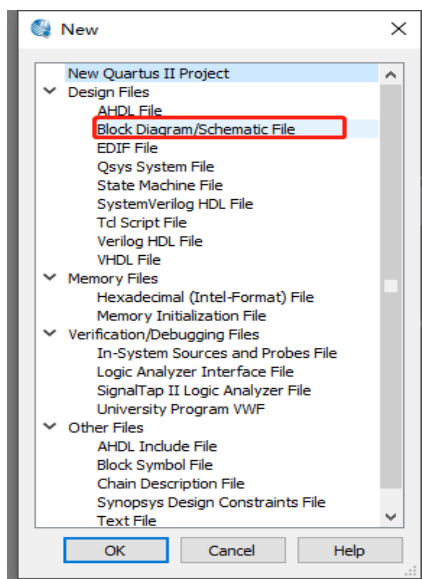 New
New Quartus II Project
Design Files
AHDL File
Block Diagram/Schematic File
EDIF File
Qsys System File
State Machine File
SystemVerilog HDL File
Tcl Script File
Verilog HDL File
VHDL File
Memory Files
Hexadecimal (Intel-Format) File
Memory Initialization File
Verification/Debugging Files
In-System Sources and Probes File
Logic Analyzer Interface File
SignalTap II Logic Analyzer File
University Program VWF
Other Files
AHDL Include File
Block Symbol File
Chain Description File
Synopsys Design Constraints File
Text File
OK Cancel Help